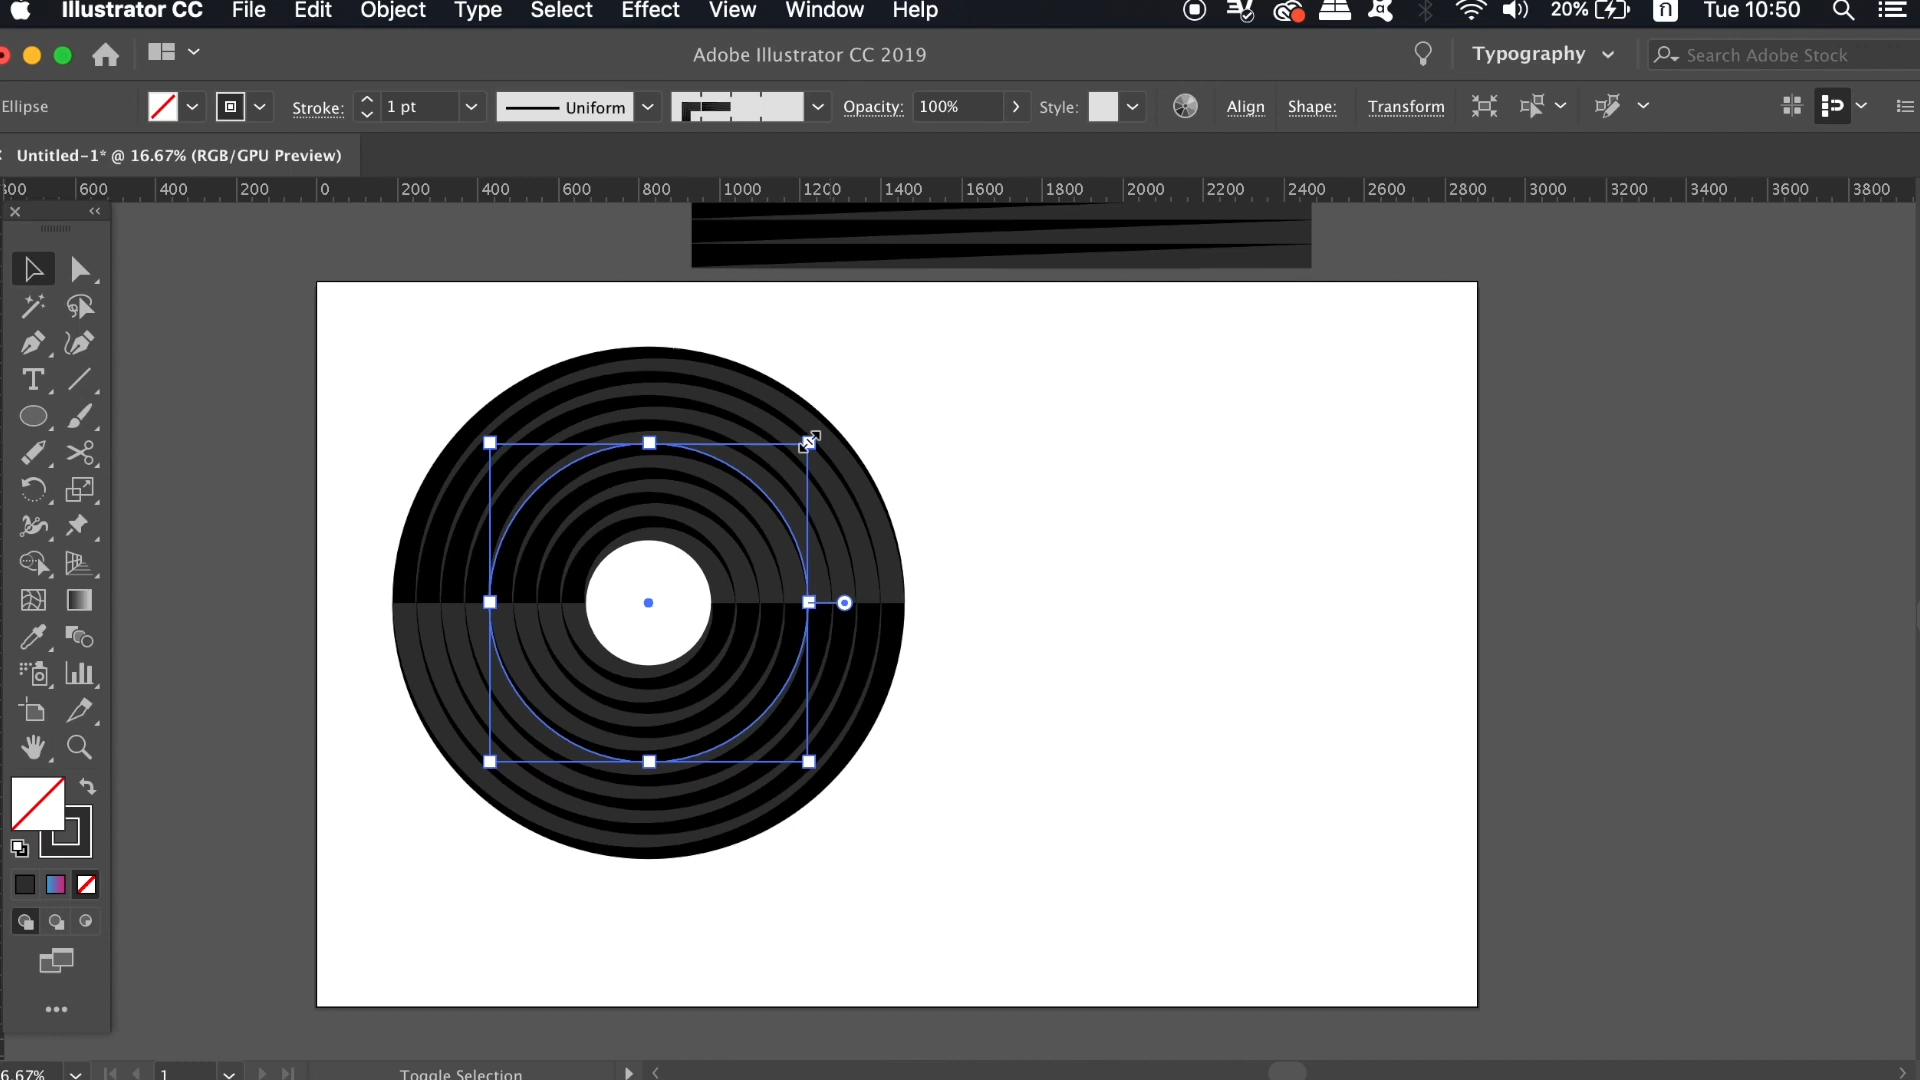 Illustrator CC File Edit Object Type Select Effect View Window Help 20% ก Tue 10:50
Adobe Illustrator CC 2019 Typography Search Adobe Stock
Ellipse Stroke: 1 pt Uniform Opacity: 100% Style: Align Shape: Transform
Untitled-1* @ 16.67% (RGB/GPU Preview)
600 400 200 0 200 400 600 800 1000 1200 1400 1600 1800 2000 2200 2400 2600 2800 3000 3200 3400 3600 3800
6.67% 1 Toggle Selection